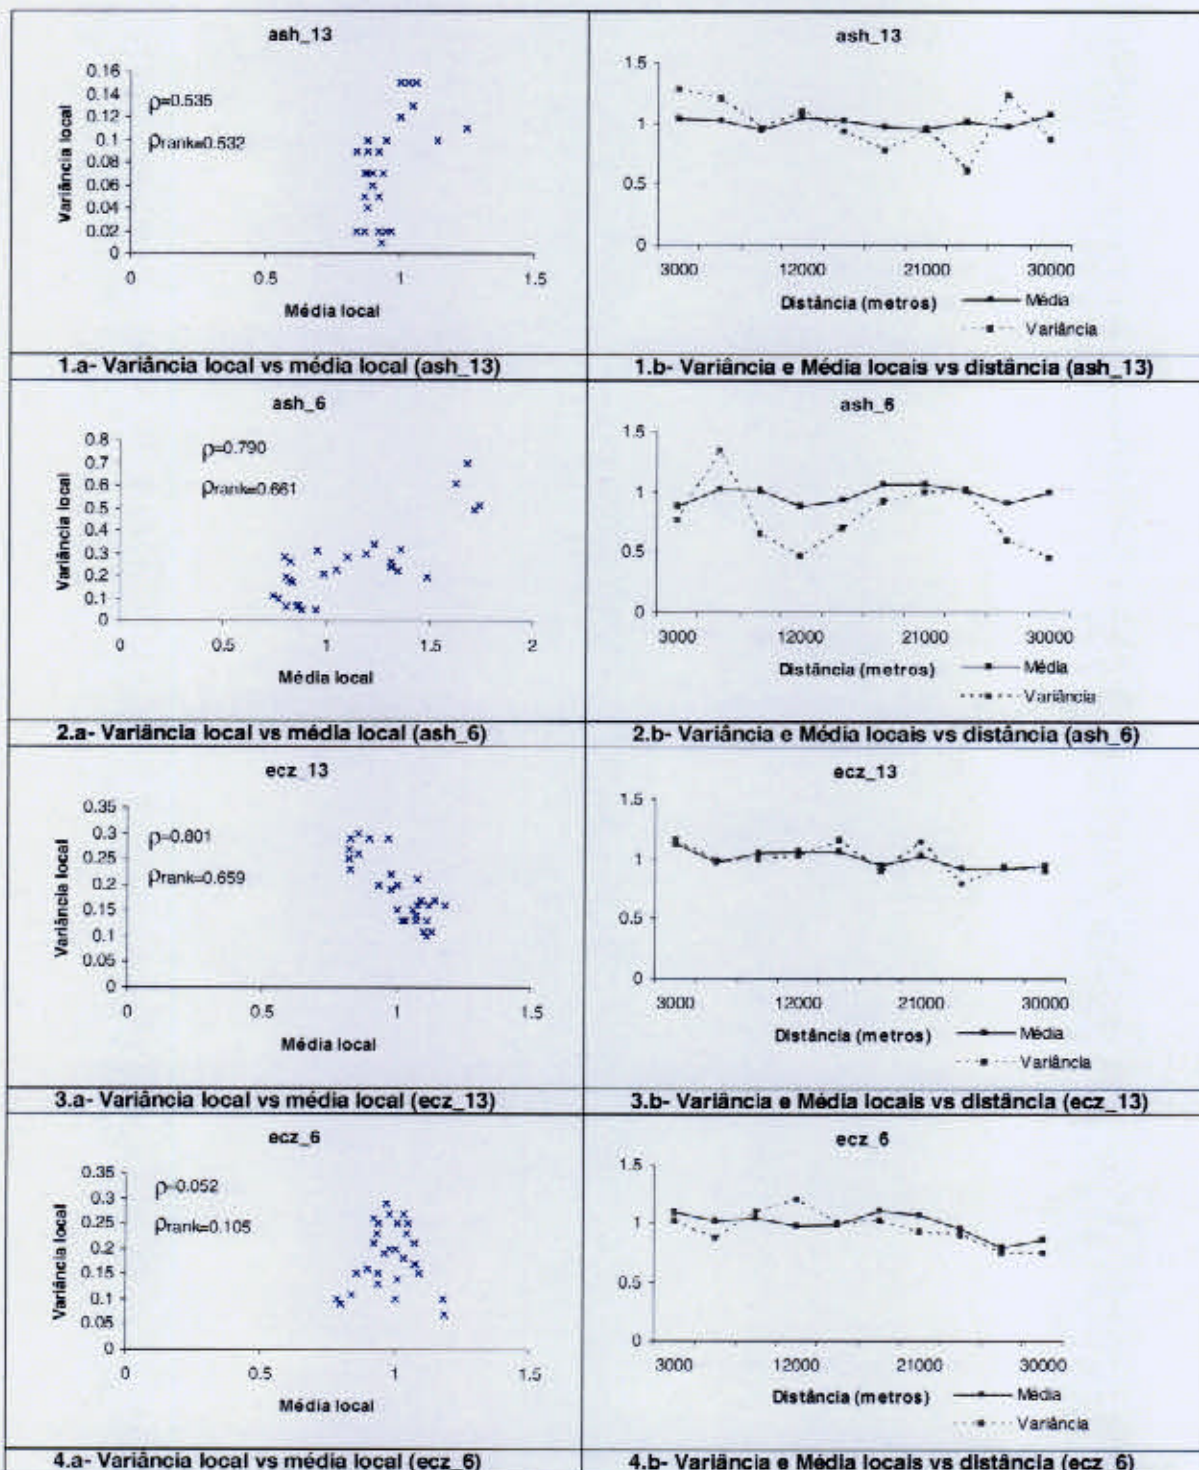 ash_13
0.16
0.14
0.12
0.1
0.08
0.06
0.04
0.02
0
Variância local
ρ=0.535
ρrank=0.532
0 0.5 1 1.5
Média local
ash_13
1.5
1
0.5
0
3000 12000 21000 30000
Distância (metros)
Média
Variância
1.a- Variância local vs média local (ash_13)
1.b- Variância e Média locais vs distância (ash_13)
ash_6
0.8
0.7
0.6
0.5
0.4
0.3
0.2
0.1
0
Variância local
ρ=0.790
ρrank=0.661
0 0.5 1 1.5 2
Média local
ash_6
1.5
1
0.5
0
3000 12000 21000 30000
Distância (metros)
Média
Variância
2.a- Variância local vs média local (ash_6)
2.b- Variância e Média locais vs distância (ash_6)
ecz_13
0.35
0.3
0.25
0.2
0.15
0.1
0.05
0
Variância local
ρ=0.801
ρrank=0.659
0 0.5 1 1.5
Média local
ecz_13
1.5
1
0.5
0
3000 12000 21000 30000
Distância (metros)
Média
Variância
3.a- Variância local vs média local (ecz_13)
3.b- Variância e Média locais vs distância (ecz_13)
ecz_6
0.35
0.3
0.25
0.2
0.15
0.1
0.05
0
Variância local
ρ=0.052
ρrank=0.105
0 0.5 1 1.5
Média local
ecz_6
1.5
1
0.5
0
3000 12000 21000 30000
Distância (metros)
Média
Variância
4.a- Variância local vs média local (ecz_6)
4.b- Variância e Média locais vs distância (ecz_6)